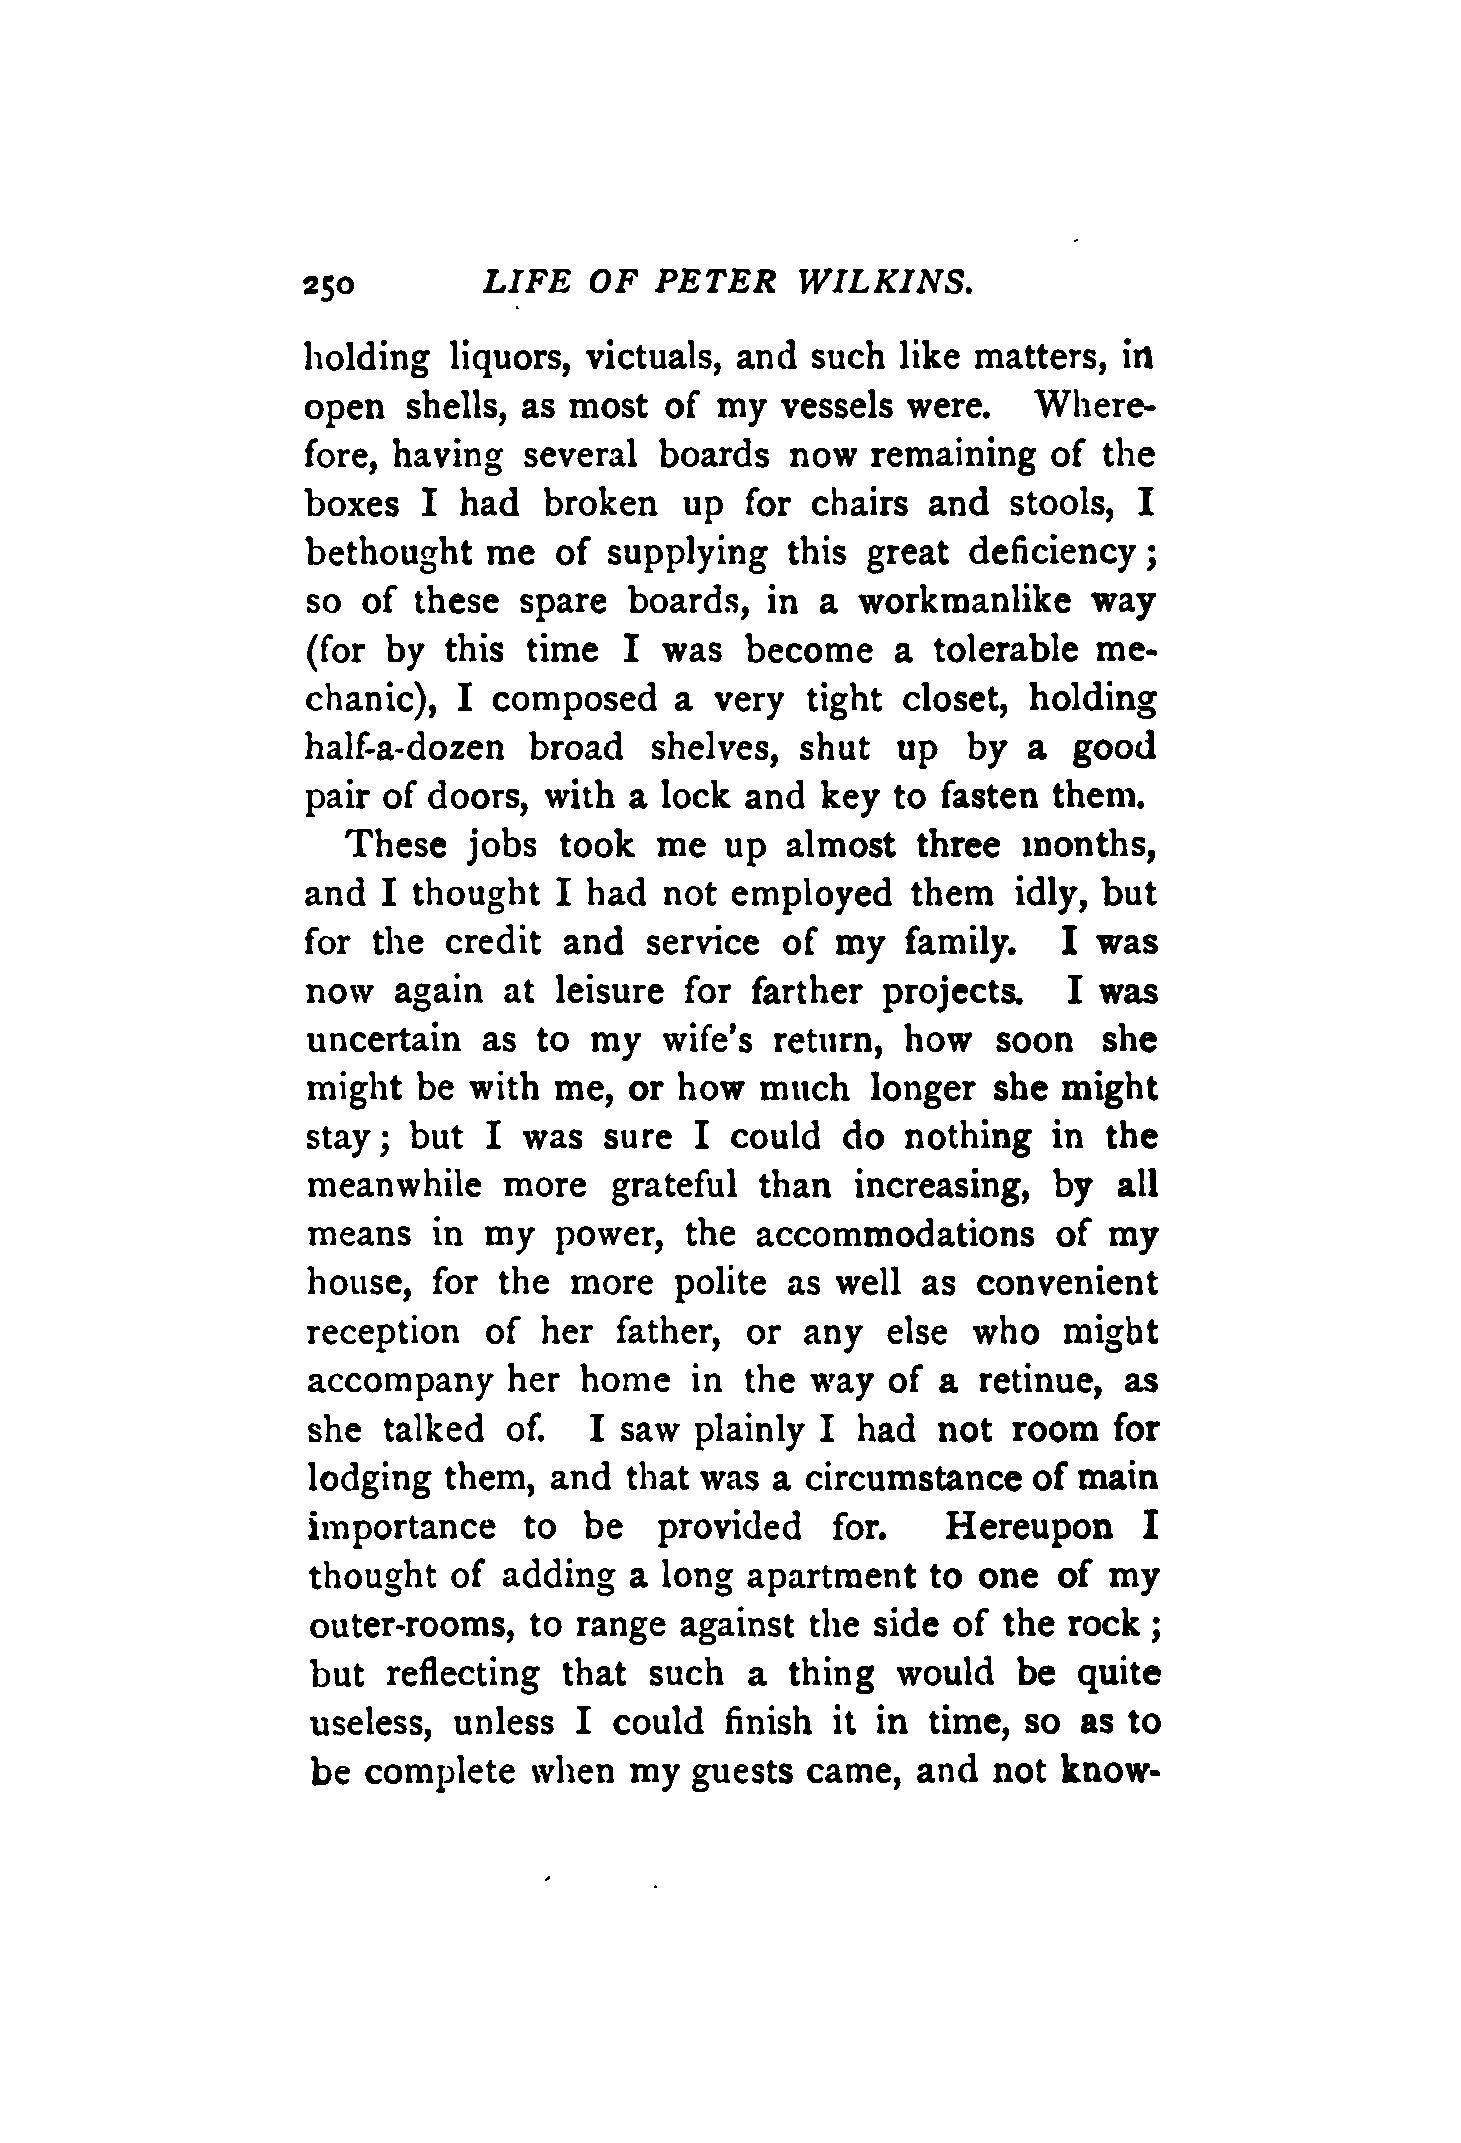 250 LIFE OF PETER WILKINS.
holding liquors, victuals, and such like matters, in
open shells, as most of my vessels were. Where-
fore, having several boards now remaining of the
boxes I had broken up for chairs and stools, I
bethought me of supplying this great deficiency;
so of these spare boards, in a workmanlike way
(for by this time I was become a tolerable me-
chanic), I composed a very tight closet, holding
half-a-dozen broad shelves, shut up by a good
pair of doors, with a lock and key to fasten them.
These jobs took me up almost three months,
and I thought I had not employed them idly, but
for the credit and service of my family. I was
now again at leisure for farther projects. I was
uncertain as to my wife's return, how soon she
might be with me, or how much longer she might
stay; but I was sure I could do nothing in the
meanwhile more grateful than increasing, by all
means in my power, the accommodations of my
house, for the more polite as well as convenient
reception of her father, or any else who might
accompany her home in the way of a retinue, as
she talked of. I saw plainly I had not room for
lodging them, and that was a circumstance of main
importance to be provided for. Hereupon I
thought of adding a long apartment to one of my
outer-rooms, to range against the side of the rock;
but reflecting that such a thing would be quite
useless, unless I could finish it in time, so as to
be complete when my guests came, and not know-